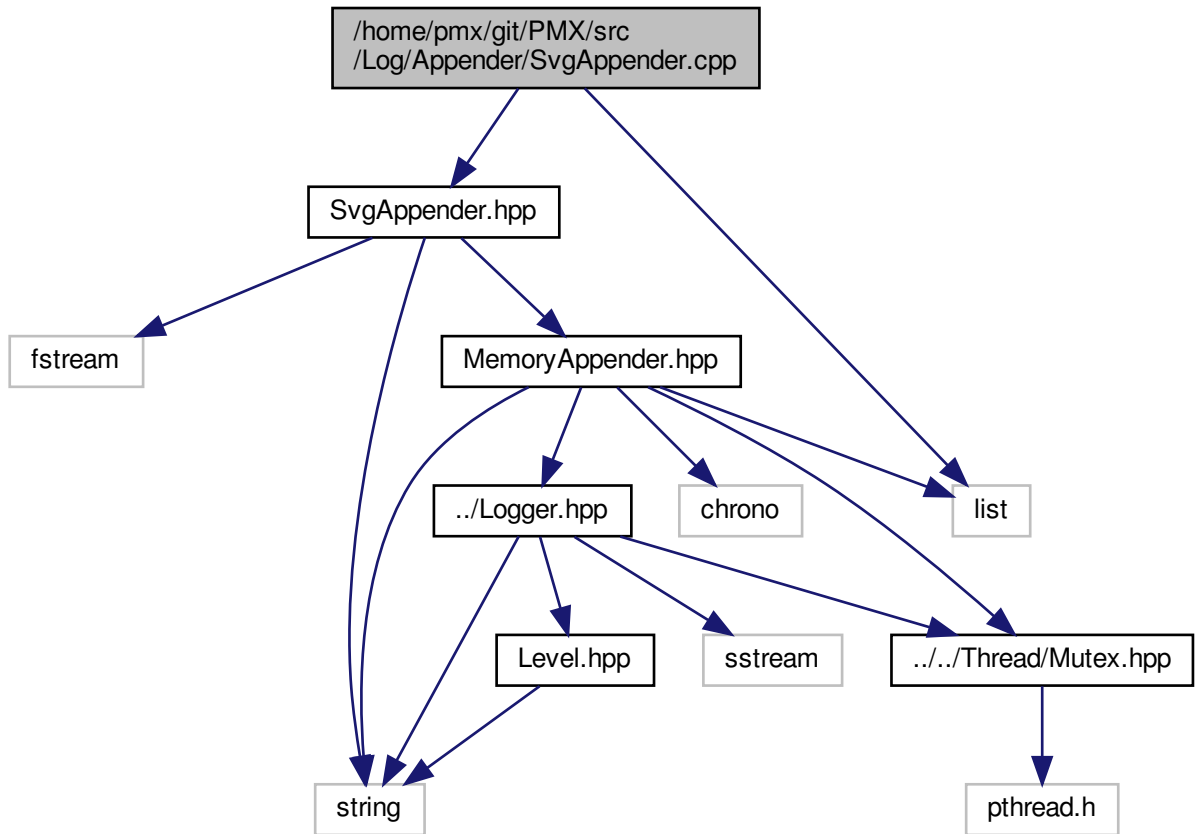 /home/pmx/git/PMX/src
/Log/Appender/SvgAppender.cpp
SvgAppender.hpp
fstream
MemoryAppender.hpp
../Logger.hpp
chrono
list
Level.hpp
sstream
../../Thread/Mutex.hpp
string
pthread.h